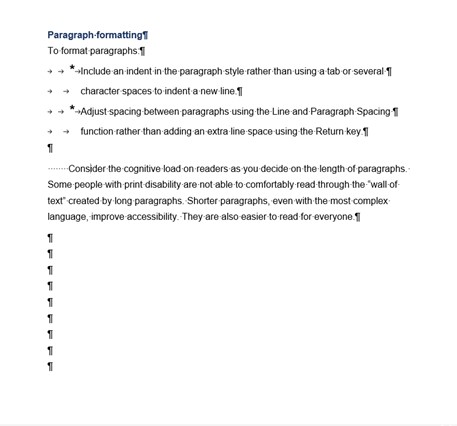 Paragraph formatting¶
To format paragraphs:¶
→ → *→Include an indent in the paragraph style rather than using a tab or several ¶
→ → character spaces to indent a new line.¶
→ → *→Adjust spacing between paragraphs using the Line and Paragraph Spacing ¶
→ → function rather than adding an extra line space using the Return key.¶
¶
········Consider the cognitive load on readers as you decide on the length of paragraphs.
Some people with print disability are not able to comfortably read through the “wall of
text” created by long paragraphs. Shorter paragraphs, even with the most complex
language, improve accessibility. They are also easier to read for everyone.¶
¶
¶
¶
¶
¶
¶
¶
¶
¶